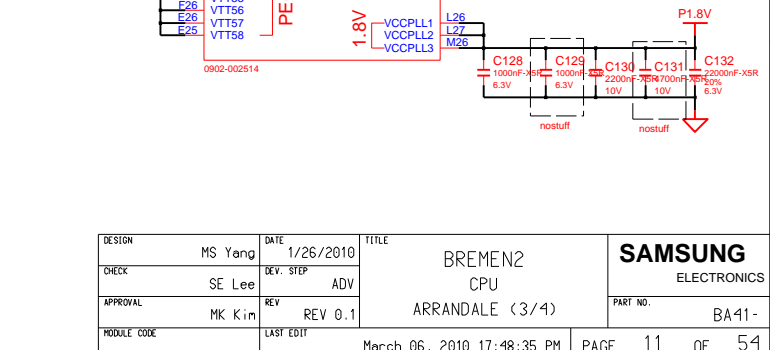 F26 VTT56
E26 VTT57
E25 VTT58
PE
1.8V
VCCPLL1 L26
VCCPLL2 L27
VCCPLL3 M26
0902-002514
P1.8V
C128
1000nF-X5R
6.3V
C129
1000nF-X5R
6.3V
C130
2200nF-X5R
10V
C131
4700nF-X5R
10V
C132
22000nF-X5R
20%
6.3V
nostuff
nostuff
DESIGN
MS Yang
DATE
1/26/2010
TITLE
BREMEN2
CPU
ARRANDALE (3/4)
SAMSUNG
ELECTRONICS
CHECK
SE Lee
DEV. STEP
ADV
APPROVAL
MK Kim
REV
REV 0.1
PART NO.
BA41-
MODULE CODE
LAST EDIT
March 06, 2010 17:48:35 PM
PAGE 11 OF 54